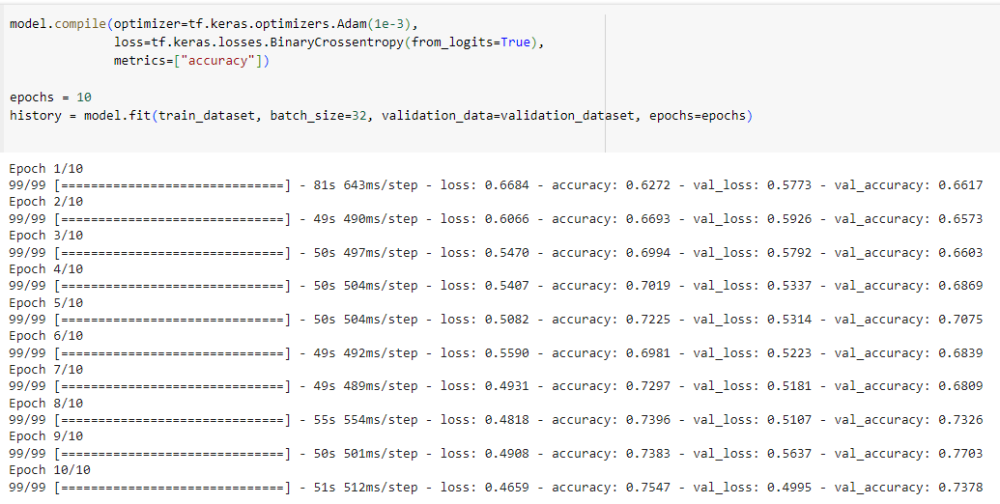 model.compile(optimizer=tf.keras.optimizers.Adam(1e-3),
              loss=tf.keras.losses.BinaryCrossentropy(from_logits=True),
              metrics=["accuracy"])
epochs = 10
history = model.fit(train_dataset, batch_size=32, validation_data=validation_dataset, epochs=epochs)
Epoch 1/10
99/99 [==============================] - 81s 643ms/step - loss: 0.6684 - accuracy: 0.6272 - val_loss: 0.5773 - val_accuracy: 0.6617
Epoch 2/10
99/99 [==============================] - 49s 490ms/step - loss: 0.6066 - accuracy: 0.6693 - val_loss: 0.5926 - val_accuracy: 0.6573
Epoch 3/10
99/99 [==============================] - 50s 497ms/step - loss: 0.5470 - accuracy: 0.6994 - val_loss: 0.5792 - val_accuracy: 0.6603
Epoch 4/10
99/99 [==============================] - 50s 504ms/step - loss: 0.5407 - accuracy: 0.7019 - val_loss: 0.5337 - val_accuracy: 0.6869
Epoch 5/10
99/99 [==============================] - 50s 504ms/step - loss: 0.5082 - accuracy: 0.7225 - val_loss: 0.5314 - val_accuracy: 0.7075
Epoch 6/10
99/99 [==============================] - 49s 492ms/step - loss: 0.5590 - accuracy: 0.6981 - val_loss: 0.5223 - val_accuracy: 0.6839
Epoch 7/10
99/99 [==============================] - 49s 489ms/step - loss: 0.4931 - accuracy: 0.7297 - val_loss: 0.5181 - val_accuracy: 0.6809
Epoch 8/10
99/99 [==============================] - 55s 554ms/step - loss: 0.4818 - accuracy: 0.7396 - val_loss: 0.5107 - val_accuracy: 0.7326
Epoch 9/10
99/99 [==============================] - 50s 501ms/step - loss: 0.4908 - accuracy: 0.7383 - val_loss: 0.5637 - val_accuracy: 0.7703
Epoch 10/10
99/99 [==============================] - 51s 512ms/step - loss: 0.4659 - accuracy: 0.7547 - val_loss: 0.4995 - val_accuracy: 0.7378